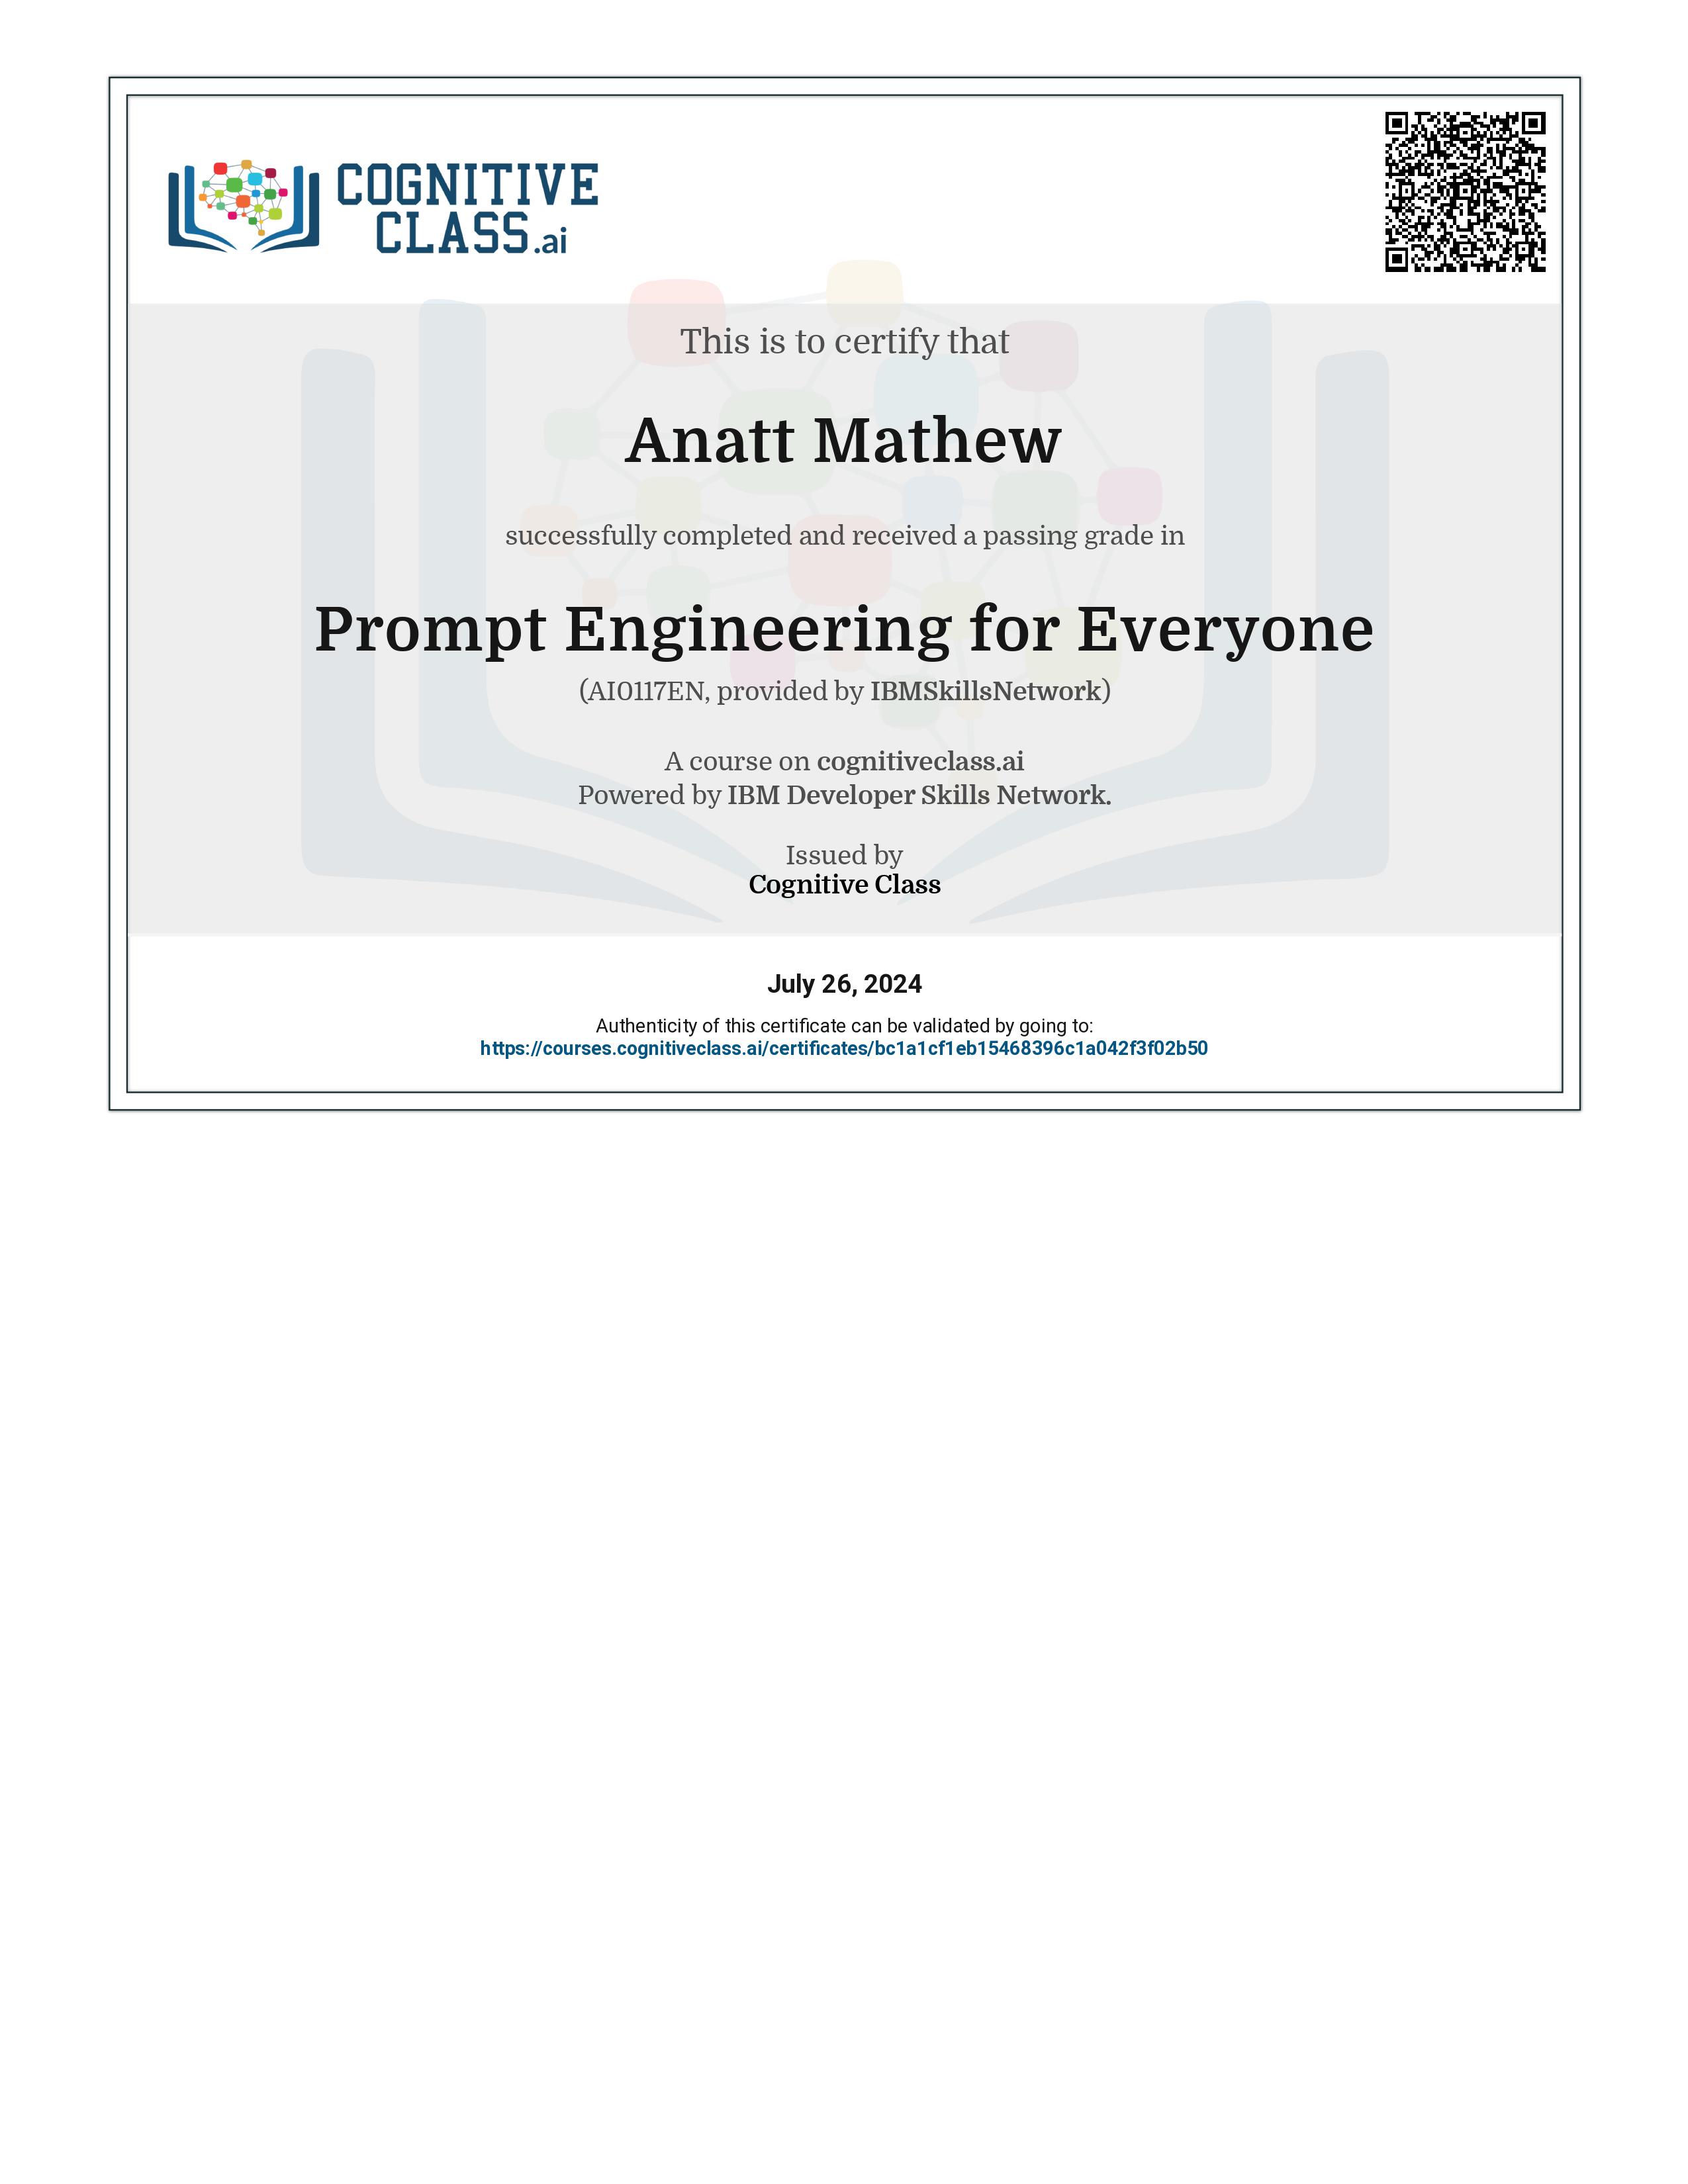 COGNITIVE
CLASS.ai
This is to certify that
Anatt Mathew
successfully completed and received a passing grade in
Prompt Engineering for Everyone
(AI0117EN, provided by IBMSkillsNetwork)
A course on cognitiveclass.ai
Powered by IBM Developer Skills Network.
Issued by
Cognitive Class
July 26, 2024
Authenticity of this certificate can be validated by going to:
https://courses.cognitiveclass.ai/certificates/bc1a1cf1eb15468396c1a042f3f02b50